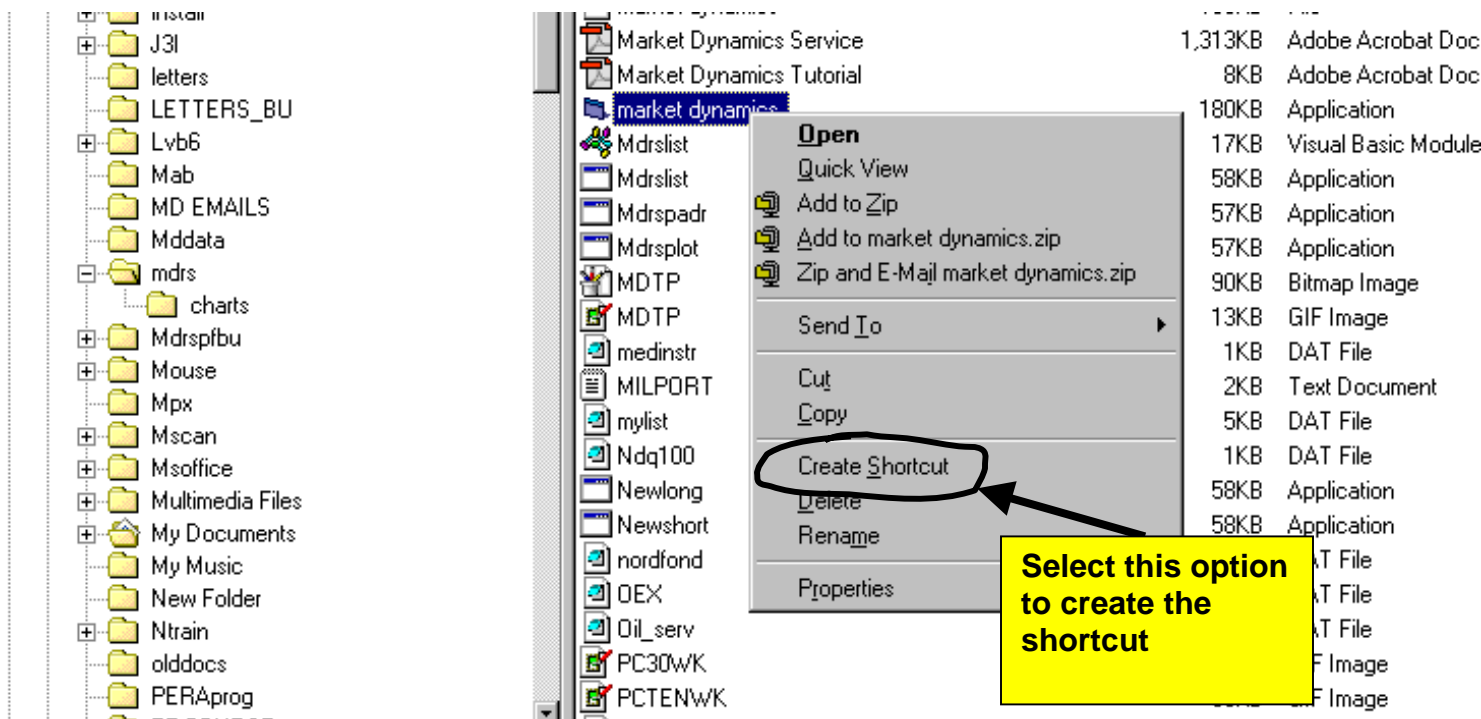 J3I
letters
LETTERS_BU
Lvb6
Mab
MD EMAILS
Mddata
mdrs
charts
Mdrspfbu
Mouse
Mpx
Mscan
Msoffice
Multimedia Files
My Documents
My Music
New Folder
Ntrain
olddocs
PERAprog
Market Dynamics Service 1,313KB Adobe Acrobat Doc
Market Dynamics Tutorial 8KB Adobe Acrobat Doc
market dynamics 180KB Application
Mdrslist 17KB Visual Basic Module
Mdrslist 58KB Application
Mdrspadr 57KB Application
Mdrsplot 57KB Application
MDTP 90KB Bitmap Image
MDTP 13KB GIF Image
medinstr 1KB DAT File
MILPORT 2KB Text Document
mylist 5KB DAT File
Ndq100 1KB DAT File
Newlong 58KB Application
Newshort 58KB Application
nordfond File
OEX File
Oil_serv File
PC30WK Image
PCTENWK Image
Open
Quick View
Add to Zip
Add to market dynamics.zip
Zip and E-Mail market dynamics.zip
Send To
Cut
Copy
Create Shortcut
Delete
Rename
Properties
Select this option
to create the
shortcut